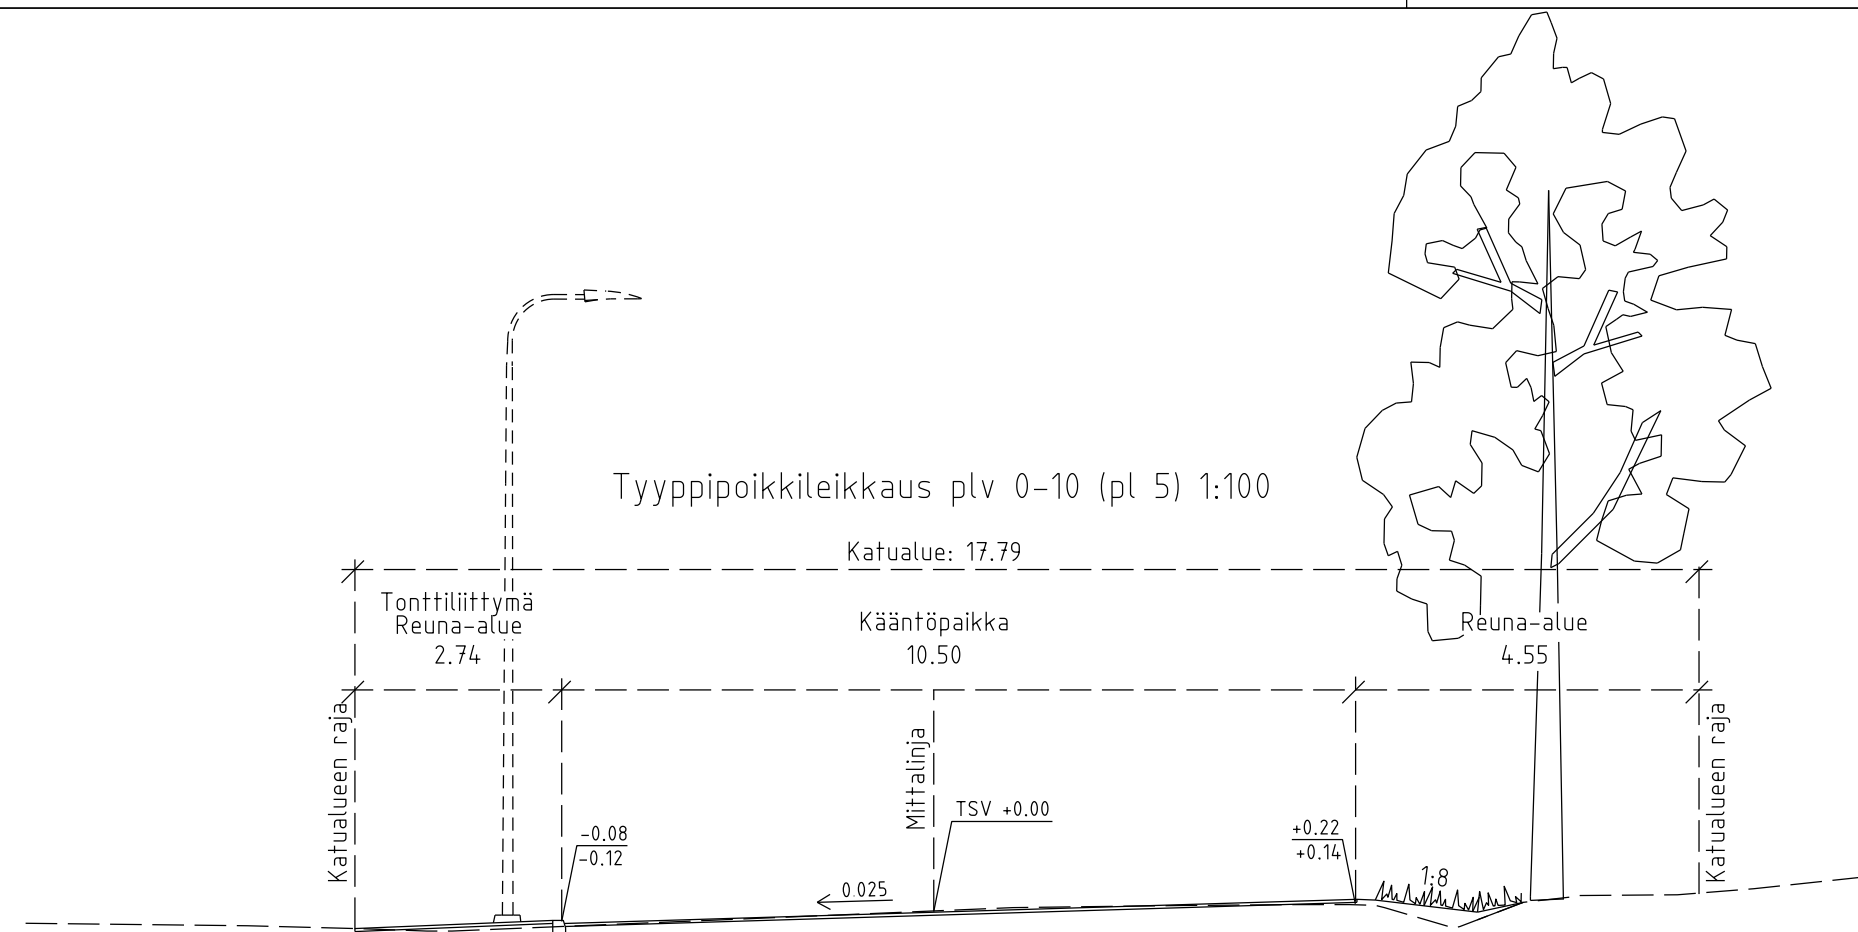 Tyyppipoikkileikkaus plv 0-10 (pl 5) 1:100
Katualue: 17.79
Tonttiliittymä
Reuna-alue
2.74
Kääntöpaikka
10.50
Reuna-alue
4.55
Katualueen raja
Mittalinja
Katualueen raja
TSV +0.00
-0.08
-0.12
+0.22
+0.14
0.025
1:8